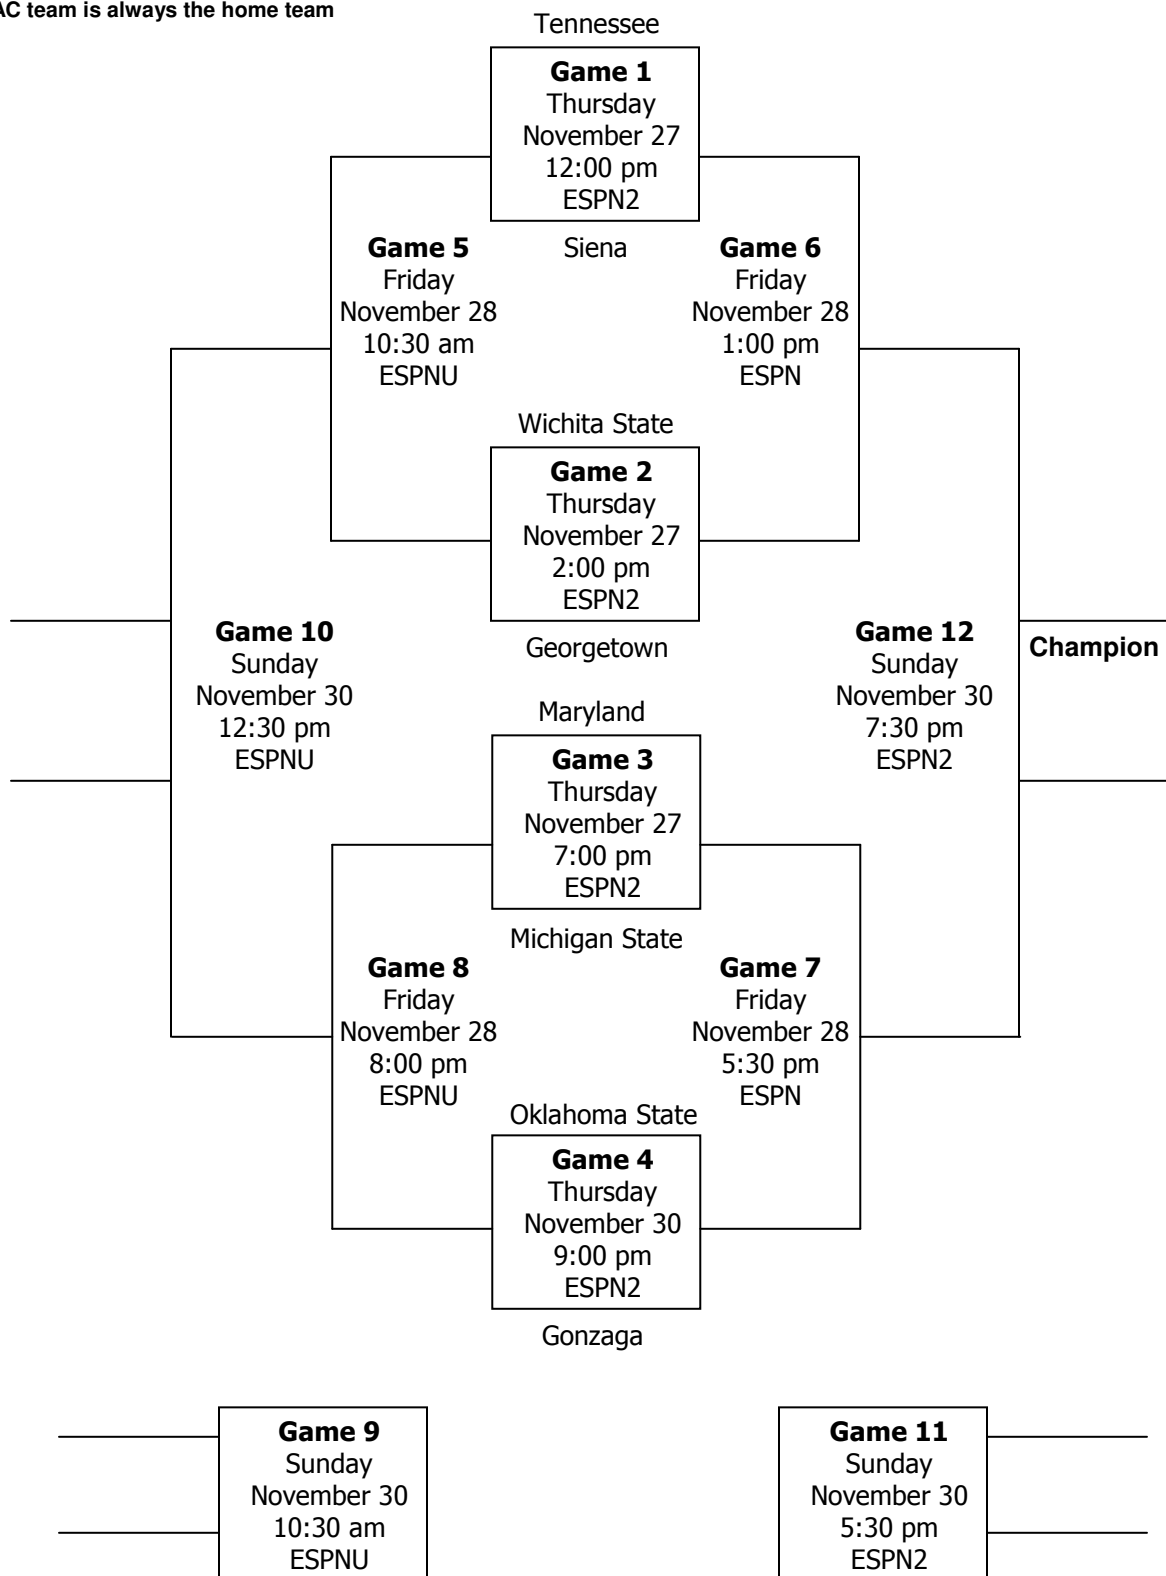 AC team is always the home team
Tennessee
Game 1
Thursday
November 27
12:00 pm
ESPN2
Siena
Game 5
Friday
November 28
10:30 am
ESPNU
Game 6
Friday
November 28
1:00 pm
ESPN
Wichita State
Game 2
Thursday
November 27
2:00 pm
ESPN2
Georgetown
Game 10
Sunday
November 30
12:30 pm
ESPNU
Game 12
Sunday
November 30
7:30 pm
ESPN2
Champion
Maryland
Game 3
Thursday
November 27
7:00 pm
ESPN2
Michigan State
Game 8
Friday
November 28
8:00 pm
ESPNU
Game 7
Friday
November 28
5:30 pm
ESPN
Oklahoma State
Game 4
Thursday
November 30
9:00 pm
ESPN2
Gonzaga
Game 9
Sunday
November 30
10:30 am
ESPNU
Game 11
Sunday
November 30
5:30 pm
ESPN2